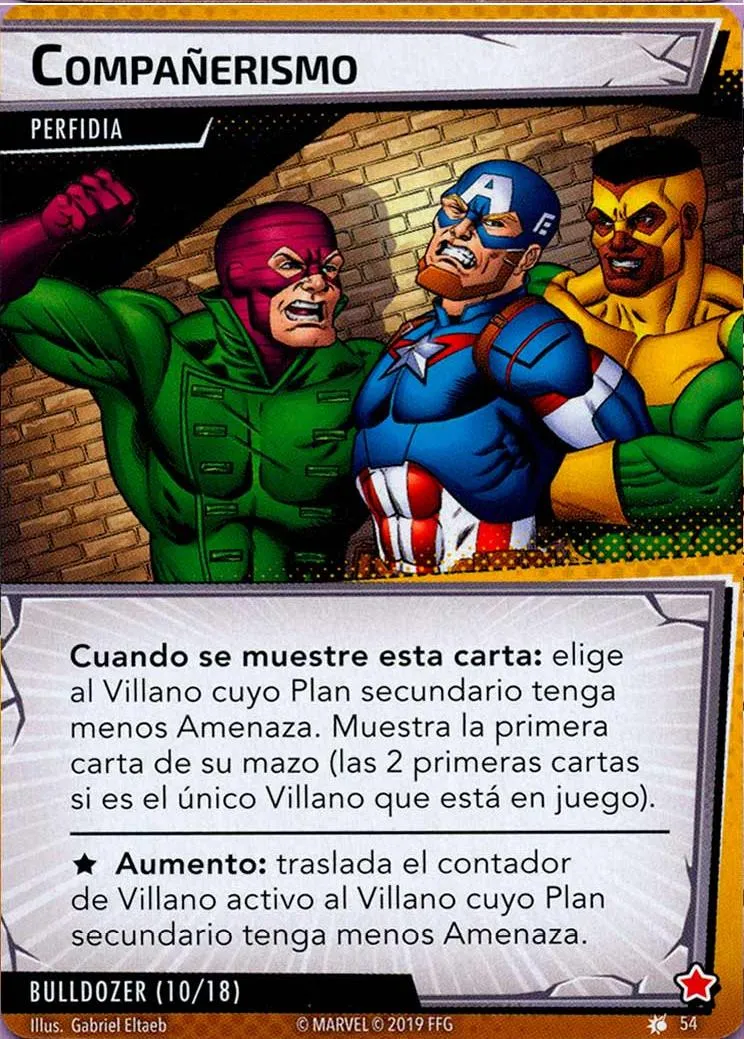 COMPAÑERISMO
PERFIDIA
A
Cuando se muestre esta carta: elige
al Villano cuyo Plan secundario tenga
menos Amenaza. Muestra la primera
carta de su mazo (las 2 primeras cartas
si es el único Villano que está en juego).
★ Aumento: traslada el contador
de Villano activo al Villano cuyo Plan
secundario tenga menos Amenaza.
BULLDOZER (10/18)
Illus. Gabriel Eltaeb
© MARVEL © 2019 FFG
54